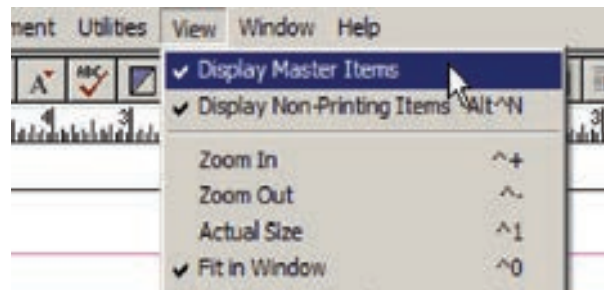 ment Utilities View Window Help
A ABC
✔ Display Master Items
✔ Display Non-Printing Items Alt^N
Zoom In ^+
Zoom Out ^-
Actual Size ^1
✔ Fit in Window ^0